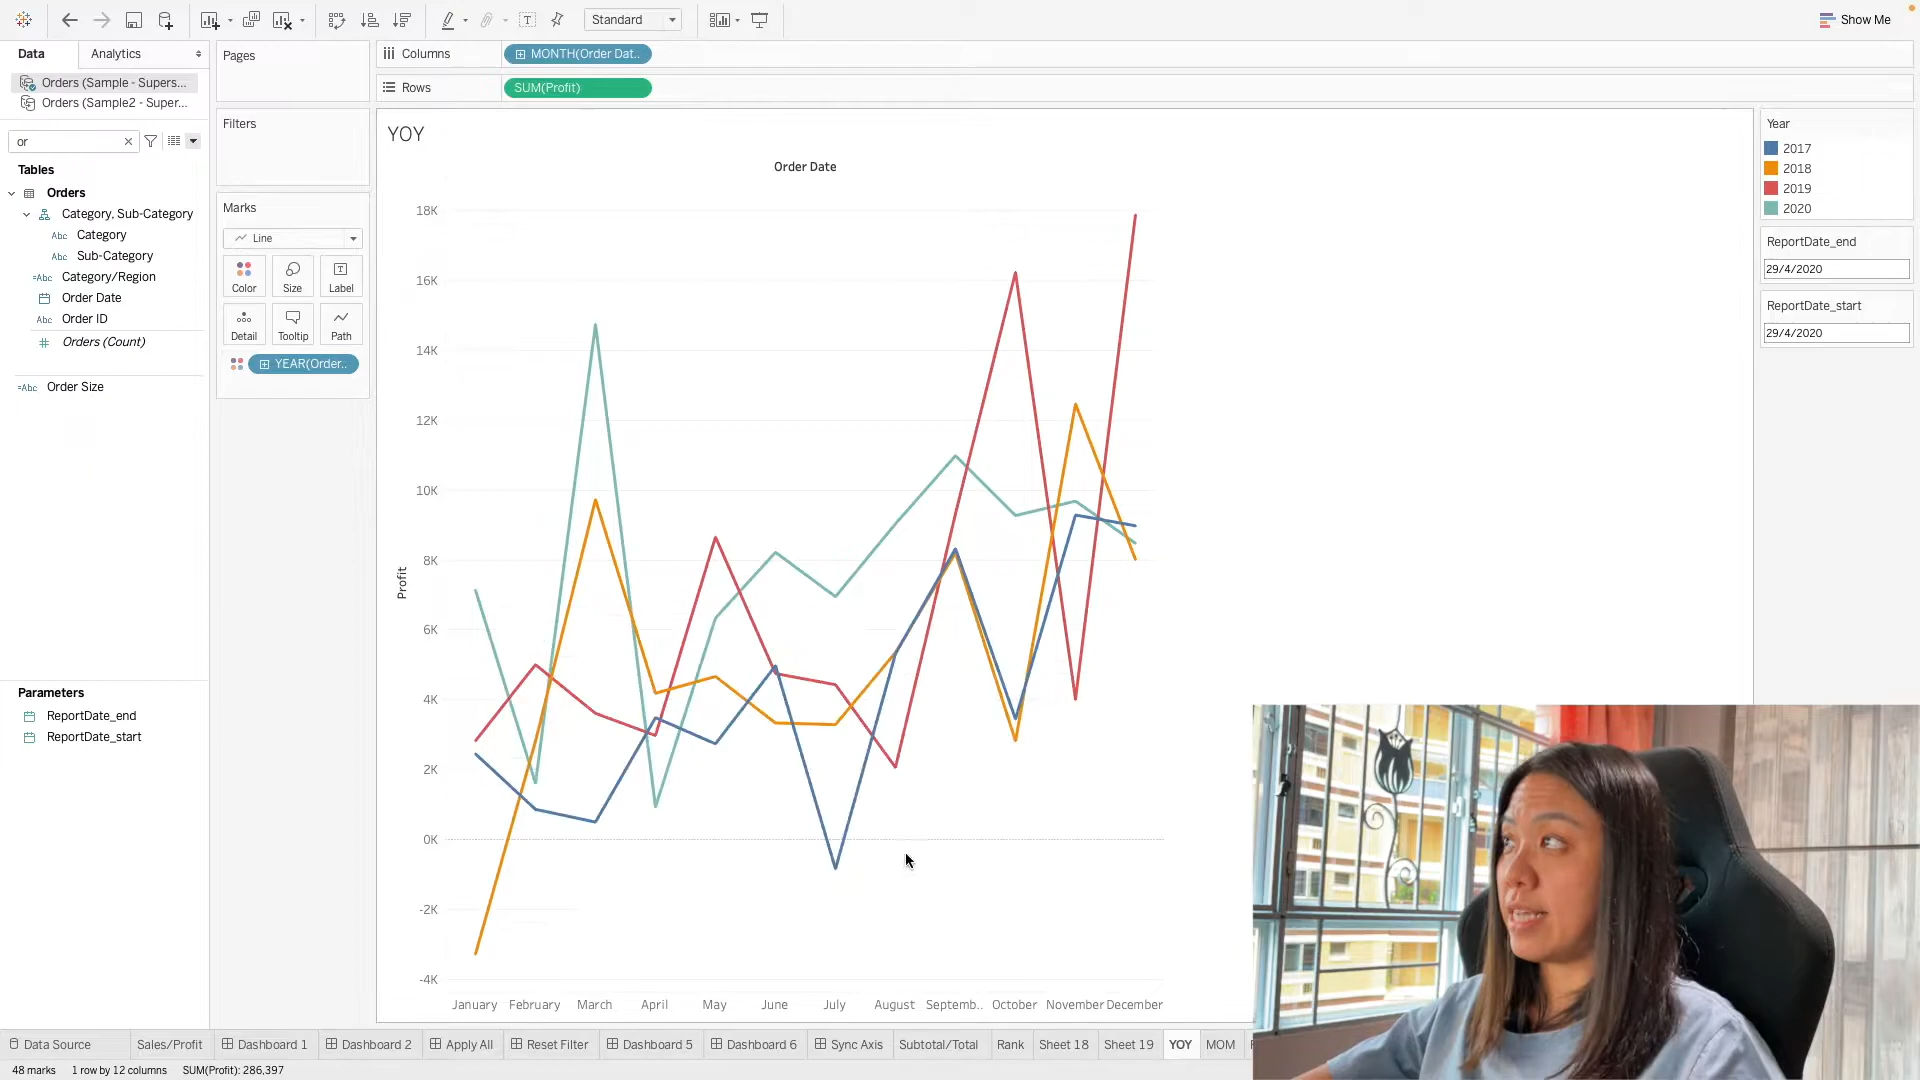 Standard
Show Me
Data
Analytics
Pages
Columns
MONTH(Order Dat..
Orders (Sample - Supers...
Orders (Sample2 - Super...
Rows
SUM(Profit)
Filters
or
Tables
Orders
Category, Sub-Category
Abc Category
Abc Sub-Category
=Abc Category/Region
Order Date
Abc Order ID
Orders (Count)
=Abc Order Size
Marks
Line
Color
Size
Label
Detail
Tooltip
Path
YEAR(Order..
Parameters
ReportDate_end
ReportDate_start
YOY
Order Date
18K
16K
14K
12K
10K
8K
6K
4K
2K
0K
-2K
-4K
Profit
January
February
March
April
May
June
July
August
Septemb..
October
November
December
Year
2017
2018
2019
2020
ReportDate_end
29/4/2020
ReportDate_start
29/4/2020
Data Source
Sales/Profit
Dashboard 1
Dashboard 2
Apply All
Reset Filter
Dashboard 5
Dashboard 6
Sync Axis
Subtotal/Total
Rank
Sheet 18
Sheet 19
YOY
MOM
48 marks
1 row by 12 columns
SUM(Profit): 286,397